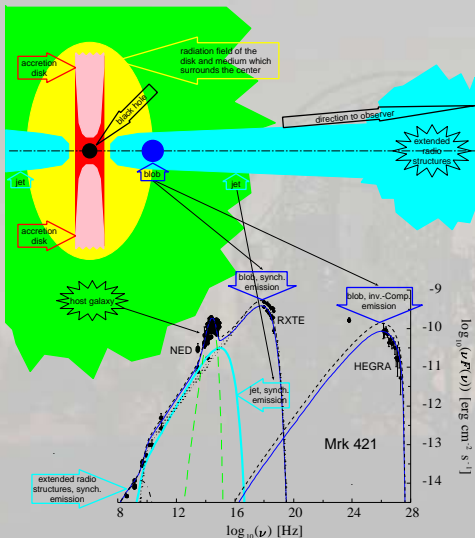 accretion
disk
radiation field of the
disk and medium which
surrounds the center
black hole
direction to observer
extended
radio
structures
jet
blob
jet
accretion
disk
host galaxy
blob, synch.
emission
blob, inv.-Comp.
emission
NED
RXTE
HEGRA
jet, synch.
emission
Mrk 421
extended radio
structures, synch.
emission
-9
-10
-11
-12
-13
-14
log₁₀(νF(ν)) [erg cm⁻² s⁻¹]
8 12 16 20 24 28
log₁₀(ν) [Hz]